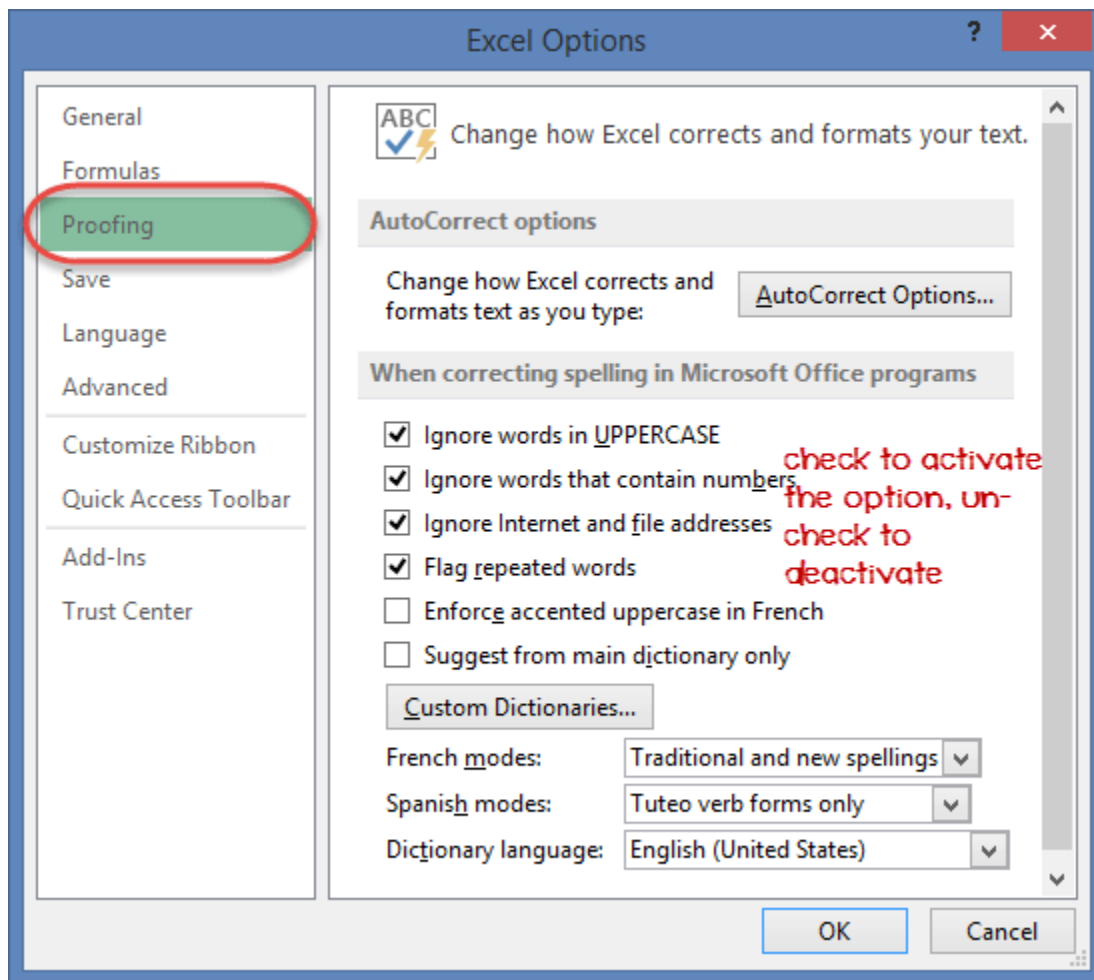 Excel Options
?
×
General
Formulas
Proofing
Save
Language
Advanced
Customize Ribbon
Quick Access Toolbar
Add-Ins
Trust Center
ABC
Change how Excel corrects and formats your text.
AutoCorrect options
Change how Excel corrects and
formats text as you type:
AutoCorrect Options...
When correcting spelling in Microsoft Office programs
Ignore words in UPPERCASE
Ignore words that contain numbers
Ignore Internet and file addresses
Flag repeated words
Enforce accented uppercase in French
Suggest from main dictionary only
check to activate
the option, un-
check to
deactivate
Custom Dictionaries...
French modes:
Traditional and new spellings
Spanish modes:
Tuteo verb forms only
Dictionary language:
English (United States)
OK
Cancel